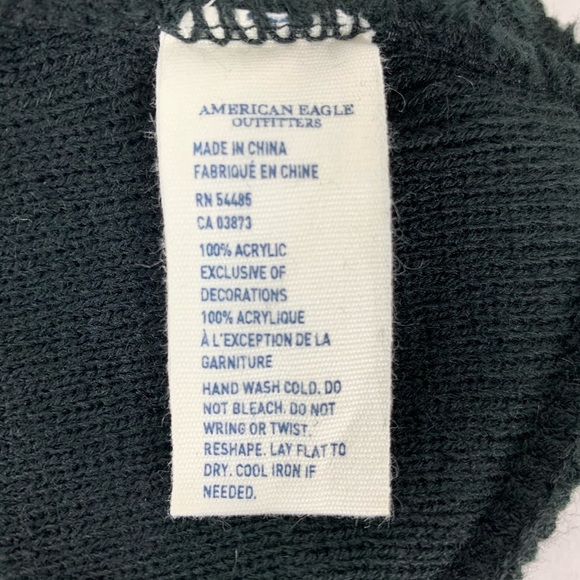 AMERICAN EAGLE
OUTFITTERS
MADE IN CHINA
FABRIQUÉ EN CHINE
RN 54485
CA 03873
100% ACRYLIC
EXCLUSIVE OF
DECORATIONS
100% ACRYLIQUE
À L'EXCEPTION DE LA
GARNITURE
HAND WASH COLD. DO
NOT BLEACH. DO NOT
WRING OR TWIST.
RESHAPE. LAY FLAT TO
DRY. COOL IRON IF
NEEDED.